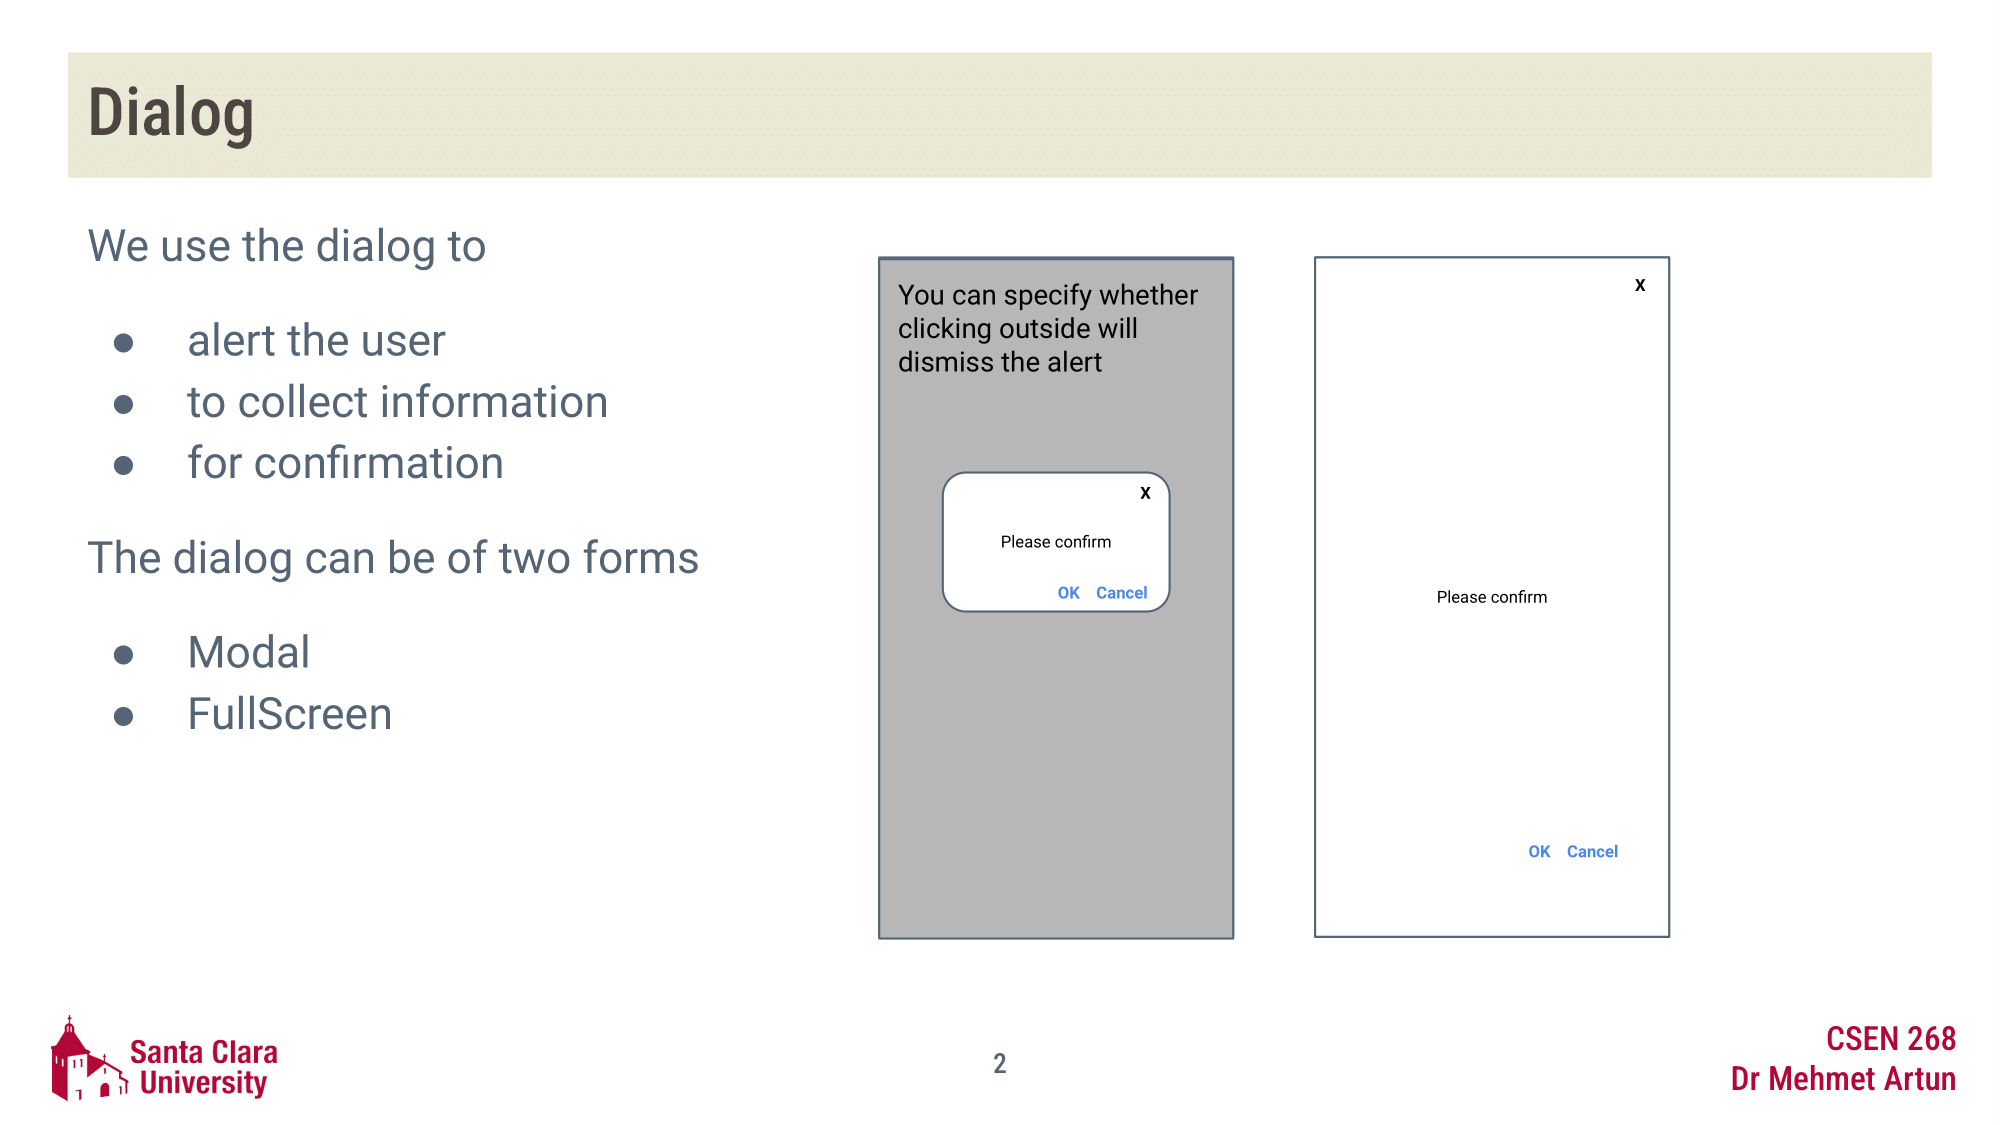 Dialog
We use the dialog to
● alert the user
● to collect information
● for confirmation
The dialog can be of two forms
● Modal
● FullScreen
You can specify whether
clicking outside will
dismiss the alert
X
Please confirm
OK Cancel
X
Please confirm
OK Cancel
Santa Clara
University
2
CSEN 268
Dr Mehmet Artun